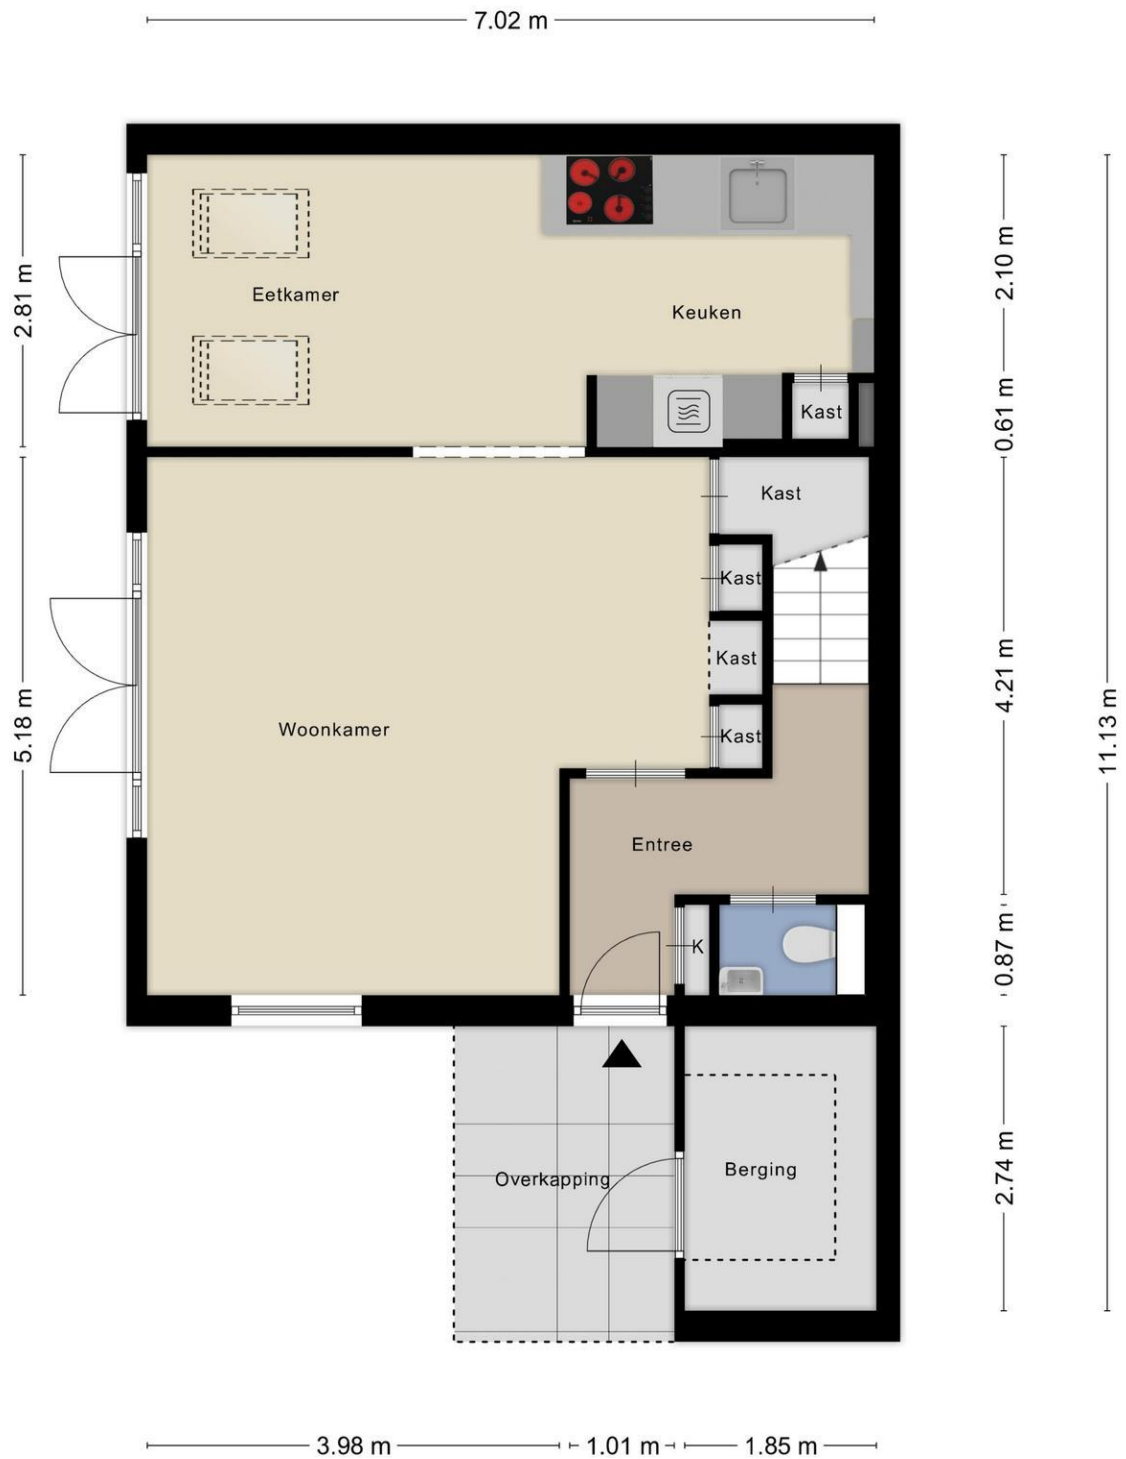 7.02 m
2.81 m
5.18 m
Eetkamer
Keuken
Kast
Kast
Kast
Kast
Kast
Woonkamer
Entree
K
Overkapping
Berging
2.10 m
0.61 m
4.21 m
0.87 m
2.74 m
11.13 m
3.98 m
1.01 m
1.85 m